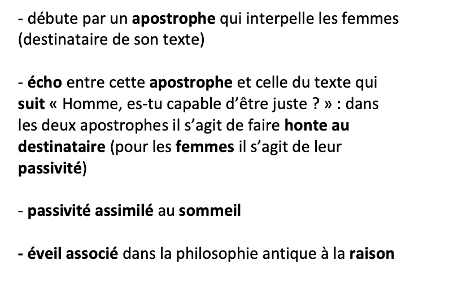 - débute par un apostrophe qui interpelle les femmes
(destinataire de son texte)
- écho entre cette apostrophe et celle du texte qui
suit « Homme, es-tu capable d'être juste ? » : dans
les deux apostrophes il s'agit de faire honte au
destinataire (pour les femmes il s'agit de leur
passivité)
- passivité assimilé au sommeil
- éveil associé dans la philosophie antique à la raison